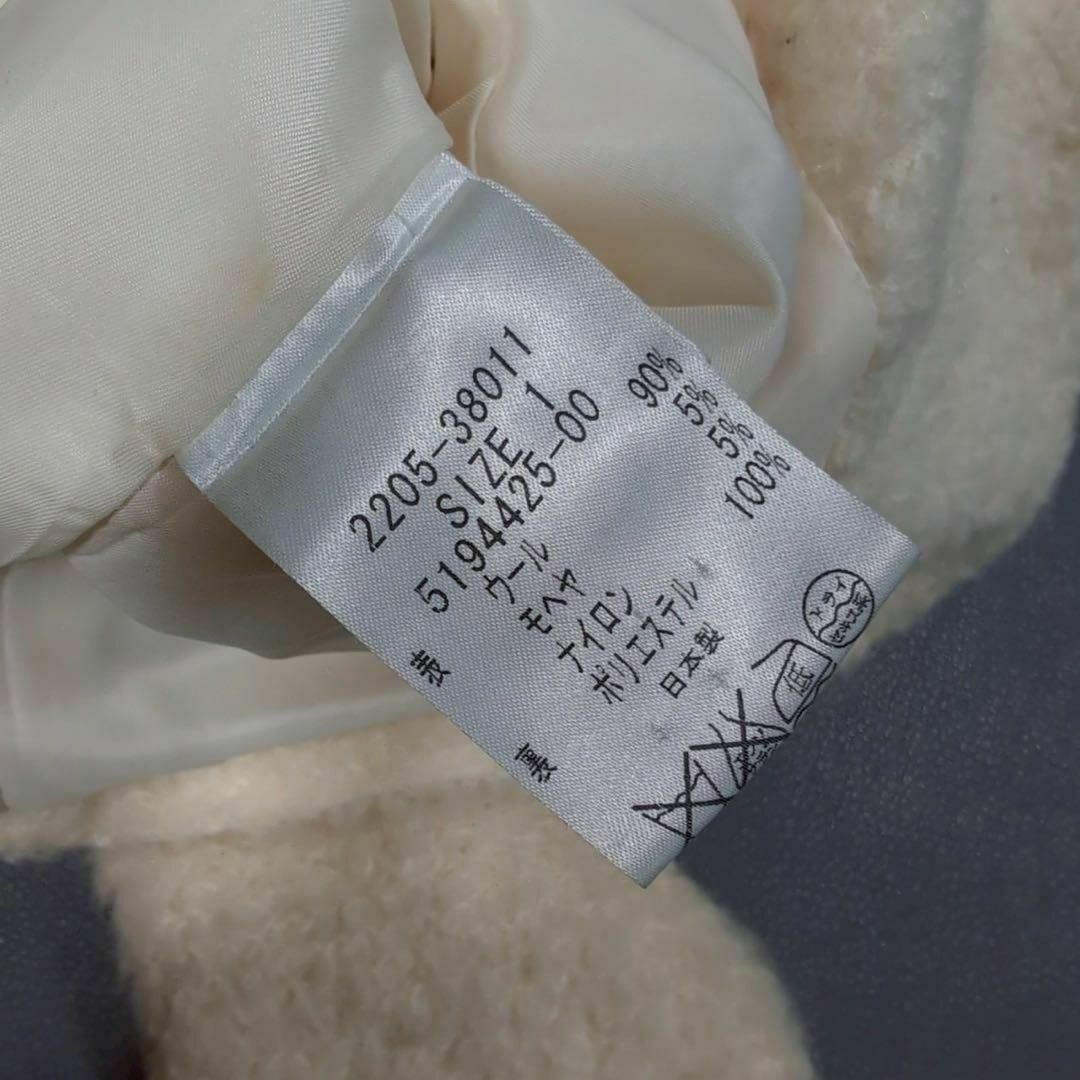 2205-38011
SIZE 1
5194425-00
表 ウール 90%
モヘヤ 5%
ナイロン 5%
裏 ポリエステル 100%
日本製
低
ドライ